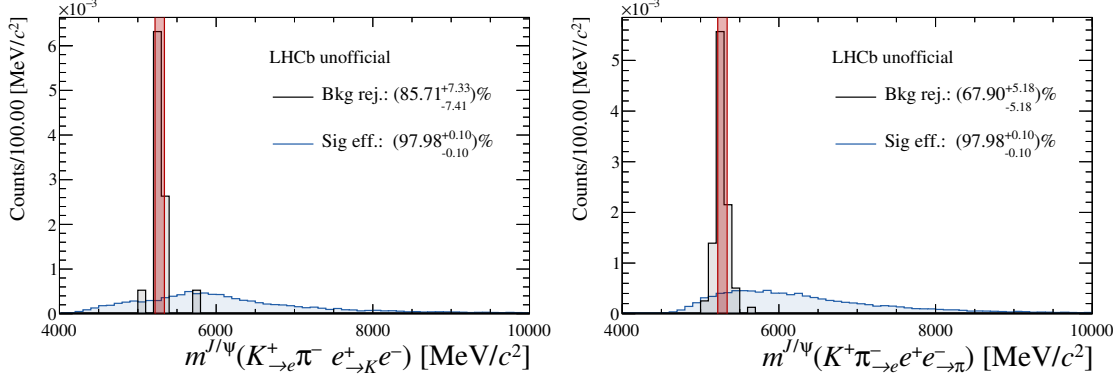 ×10⁻³
Counts/100.00 [MeV/c²]
6
5
4
3
2
1
0
LHCb unofficial
Bkg rej.: (85.71+7.33-7.41)%
Sig eff.: (97.98+0.10-0.10)%
4000 6000 8000 10000
m^J/ψ(K⁺→eπ⁻ e⁺→Ke⁻) [MeV/c²]
×10⁻³
Counts/100.00 [MeV/c²]
5
4
3
2
1
0
LHCb unofficial
Bkg rej.: (67.90+5.18-5.18)%
Sig eff.: (97.98+0.10-0.10)%
4000 6000 8000 10000
m^J/ψ(K⁺π⁻→ee⁺e⁻→π) [MeV/c²]